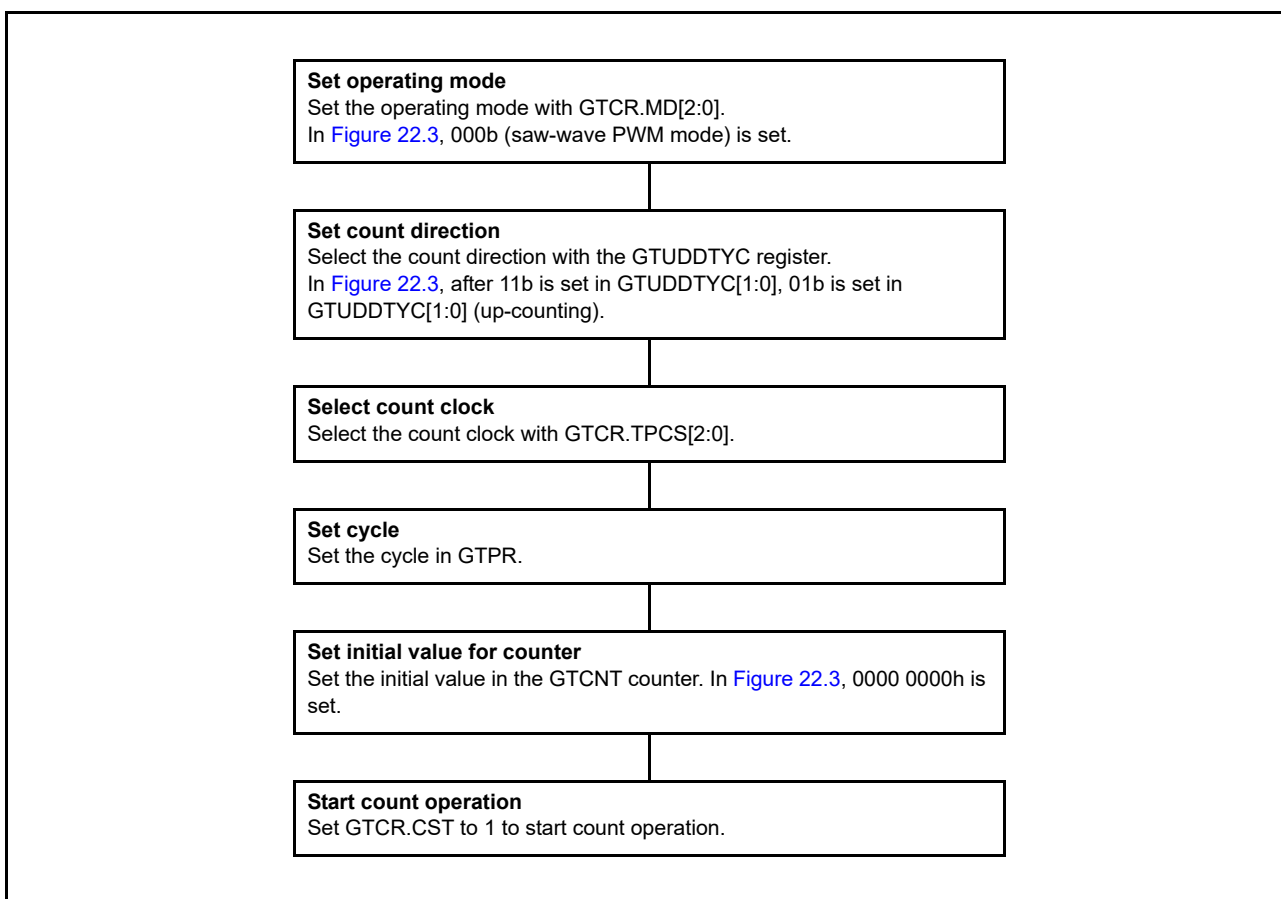 Set operating mode
Set the operating mode with GTCR.MD[2:0].
In Figure 22.3, 000b (saw-wave PWM mode) is set.
Set count direction
Select the count direction with the GTUDDTYC register.
In Figure 22.3, after 11b is set in GTUDDTYC[1:0], 01b is set in
GTUDDTYC[1:0] (up-counting).
Select count clock
Select the count clock with GTCR.TPCS[2:0].
Set cycle
Set the cycle in GTPR.
Set initial value for counter
Set the initial value in the GTCNT counter. In Figure 22.3, 0000 0000h is
set.
Start count operation
Set GTCR.CST to 1 to start count operation.